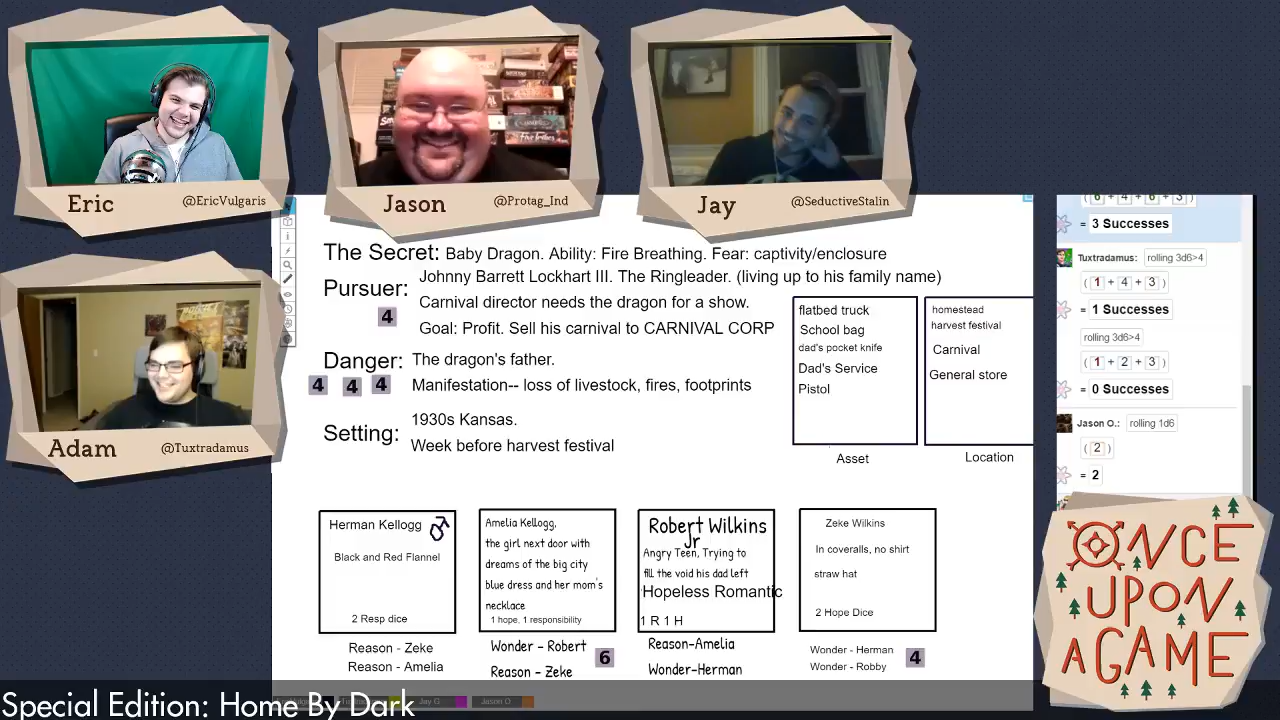 Eric @EricVulgaris
Jason @Protag_Ind
Jay @SeductiveStalin
Adam @Tuxtradamus
The Secret: Baby Dragon. Ability: Fire Breathing. Fear: captivity/enclosure
Johnny Barrett Lockhart III. The Ringleader. (living up to his family name)
Pursuer:
Carnival director needs the dragon for a show.
4
Goal: Profit. Sell his carnival to CARNIVAL CORP
Danger: The dragon's father.
4 4 4 Manifestation-- loss of livestock, fires, footprints
Setting:
1930s Kansas.
Week before harvest festival
flatbed truck
School bag
dad's pocket knife
Dad's Service
Pistol
Asset
homestead
harvest festival
Carnival
General store
Location
Herman Kellogg
Black and Red Flannel
2 Resp dice
Reason - Zeke
Reason - Amelia
Amelia Kellogg,
the girl next door with
dreams of the big city
blue dress and her mom's
necklace
1 hope, 1 responsibility
Wonder - Robert
6
Reason - Zeke
Robert Wilkins
Jr
Angry Teen, Trying to
fill the void his dad left
Hopeless Romantic
1 R 1 H
Reason-Amelia
Wonder-Herman
Zeke Wilkins
In coveralls, no shirt
straw hat
2 Hope Dice
Wonder - Herman
Wonder - Robby
4
( 6 + 4 + 6 + 3 )
= 3 Successes
Tuxtradamus: rolling 3d6>4
( 1 + 4 + 3 )
= 1 Successes
rolling 3d6>4
( 1 + 2 + 3 )
= 0 Successes
Jason O.: rolling 1d6
( 2 )
= 2
ONCE
UPON
A GAME
Jay G
Jason O
Special Edition: Home By Dark